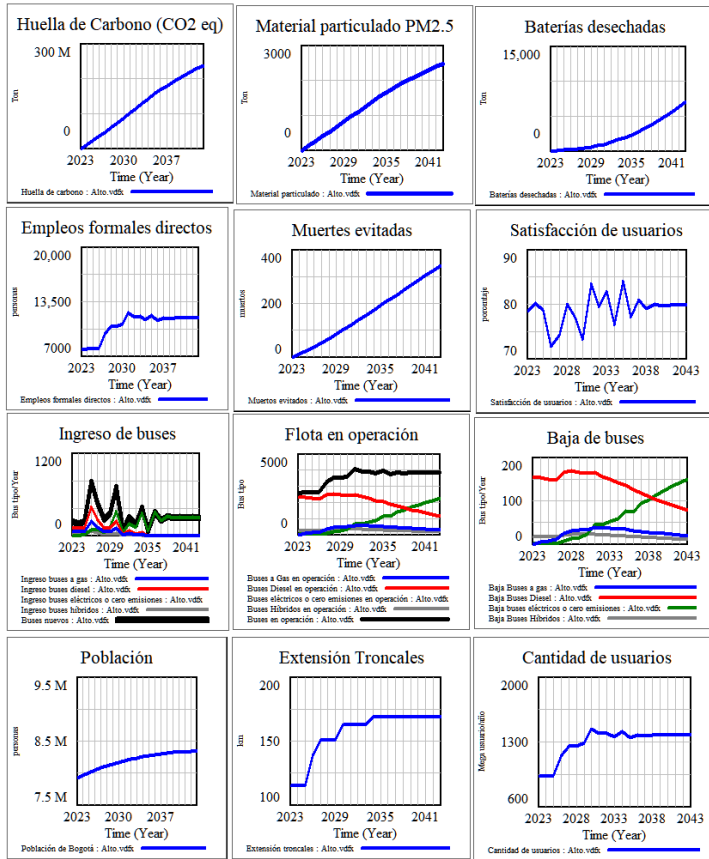 Huella de Carbono (CO2 eq)
300 M
Ton
0
2023 2030 2037
Time (Year)
Huella de carbono : Alto.vdfx
Material particulado PM2.5
3000
Ton
0
2023 2029 2035 2041
Time (Year)
Material particulado : Alto.vdfx
Baterías desechadas
15,000
Ton
0
2023 2029 2035 2041
Time (Year)
Baterías desechadas : Alto.vdfx
Empleos formales directos
20,000
personas
13,500
7000
2023 2030 2037
Time (Year)
Empleos formales directos : Alto.vdfx
Muertes evitadas
400
muertos
200
0
2023 2029 2035 2041
Time (Year)
Muertos evitados : Alto.vdfx
Satisfacción de usuarios
90
porcentaje
80
70
2023 2028 2033 2038 2043
Time (Year)
Satisfacción de usuarios : Alto.vdfx
Ingreso de buses
1200
Bus tipo/Year
0
2023 2029 2035 2041
Time (Year)
Ingreso buses a gas : Alto.vdfx
Ingreso buses diesel : Alto.vdfx
Ingreso buses eléctricos o cero emisiones : Alto.vdfx
Ingreso buses híbridos : Alto.vdfx
Buses nuevos : Alto.vdfx
Flota en operación
5000
Bus tipo
0
2023 2029 2035 2041
Time (Year)
Buses a Gas en operación : Alto.vdfx
Buses Diesel en operación : Alto.vdfx
Buses eléctricos o cero emisiones en operación : Alto.vdfx
Buses Híbridos en operación : Alto.vdfx
Buses en operación : Alto.vdfx
Baja de buses
200
Bus tipo/Year
100
0
2023 2028 2033 2038 2043
Time (Year)
Baja Buses a gas : Alto.vdfx
Baja Buses Diesel : Alto.vdfx
Baja buses eléctricos o cero emisiones : Alto.vdfx
Baja Buses Híbridos : Alto.vdfx
Población
9.5 M
personas
8.5 M
7.5 M
2023 2030 2037
Time (Year)
Población de Bogotá : Alto.vdfx
Extensión Troncales
200
km
150
100
2023 2029 2035 2041
Time (Year)
Extensión troncales : Alto.vdfx
Cantidad de usuarios
2000
Mega usuario/año
1300
600
2023 2028 2033 2038 2043
Time (Year)
Cantidad de usuarios : Alto.vdfx